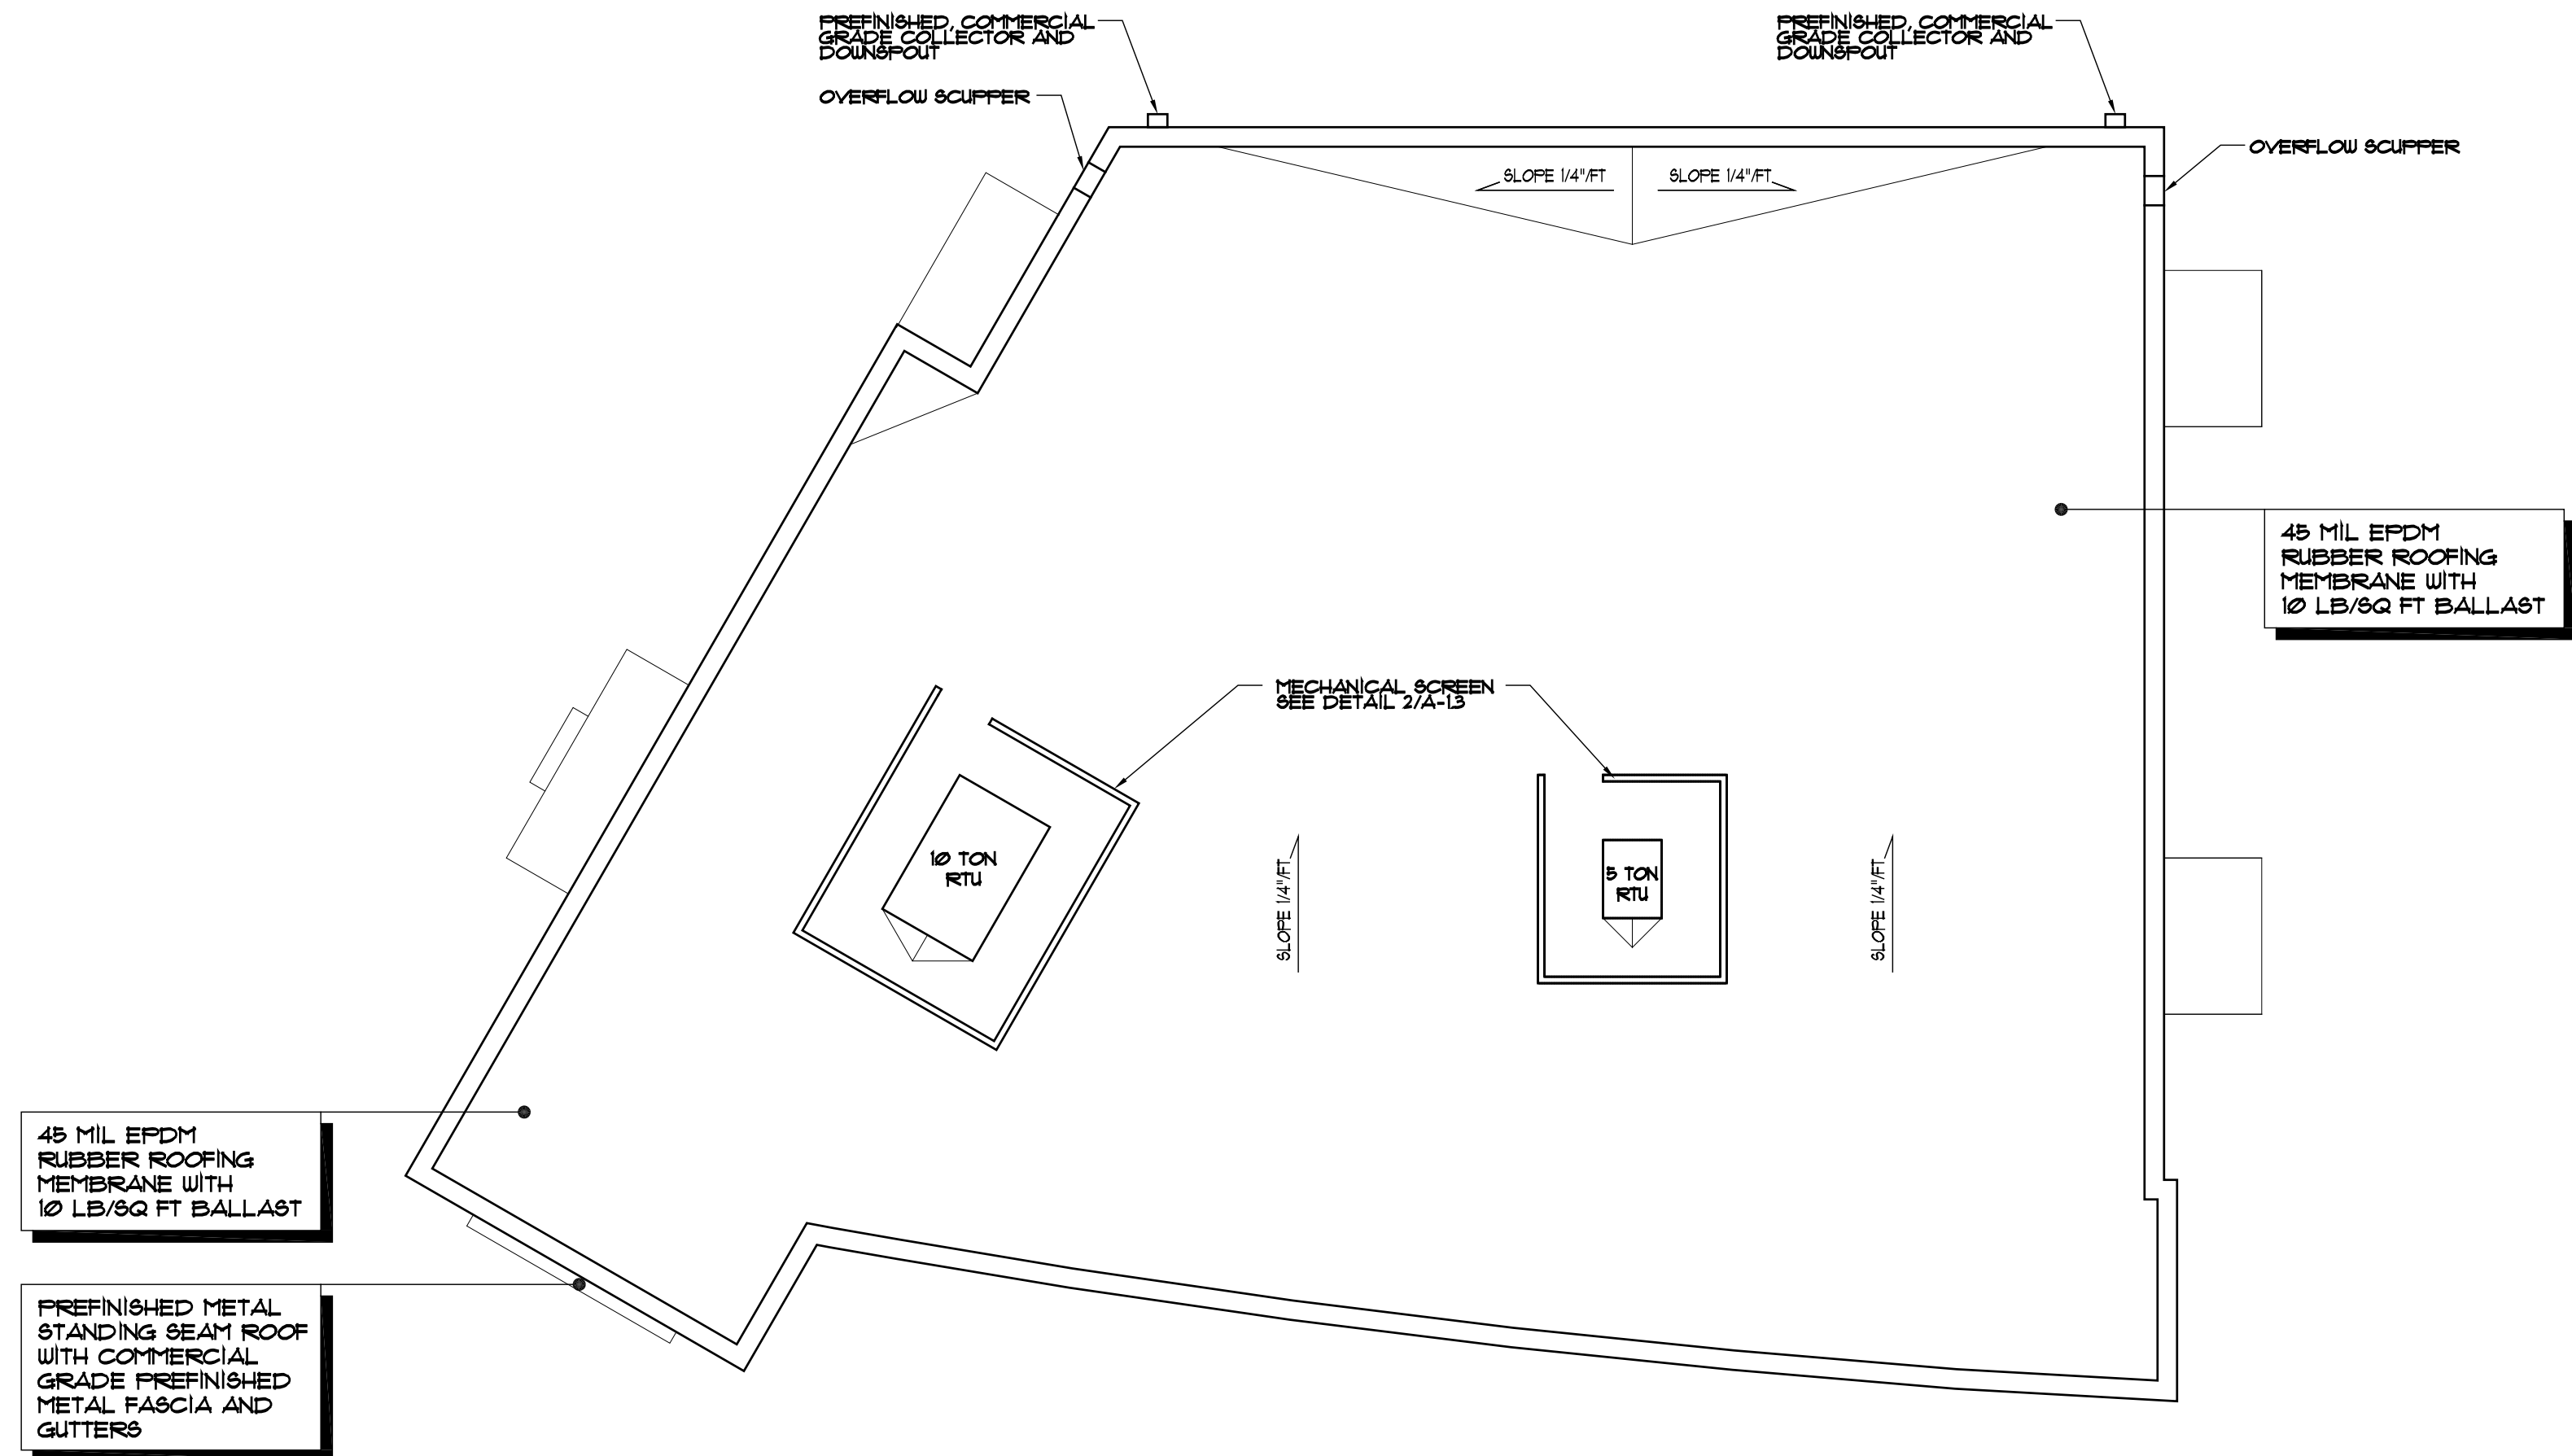 PREFINISHED, COMMERCIAL
GRADE COLLECTOR AND
DOWNSPOUT
OVERFLOW SCUPPER
PREFINISHED, COMMERCIAL
GRADE COLLECTOR AND
DOWNSPOUT
OVERFLOW SCUPPER
SLOPE 1/4"/FT
SLOPE 1/4"/FT
45 MIL EPDM
RUBBER ROOFING
MEMBRANE WITH
10 LB/SQ FT BALLAST
MECHANICAL SCREEN
SEE DETAIL 2/A-1.3
10 TON
RTU
SLOPE 1/4"/FT
5 TON
RTU
SLOPE 1/4"/FT
45 MIL EPDM
RUBBER ROOFING
MEMBRANE WITH
10 LB/SQ FT BALLAST
PREFINISHED METAL
STANDING SEAM ROOF
WITH COMMERCIAL
GRADE PREFINISHED
METAL FASCIA AND
GUTTERS